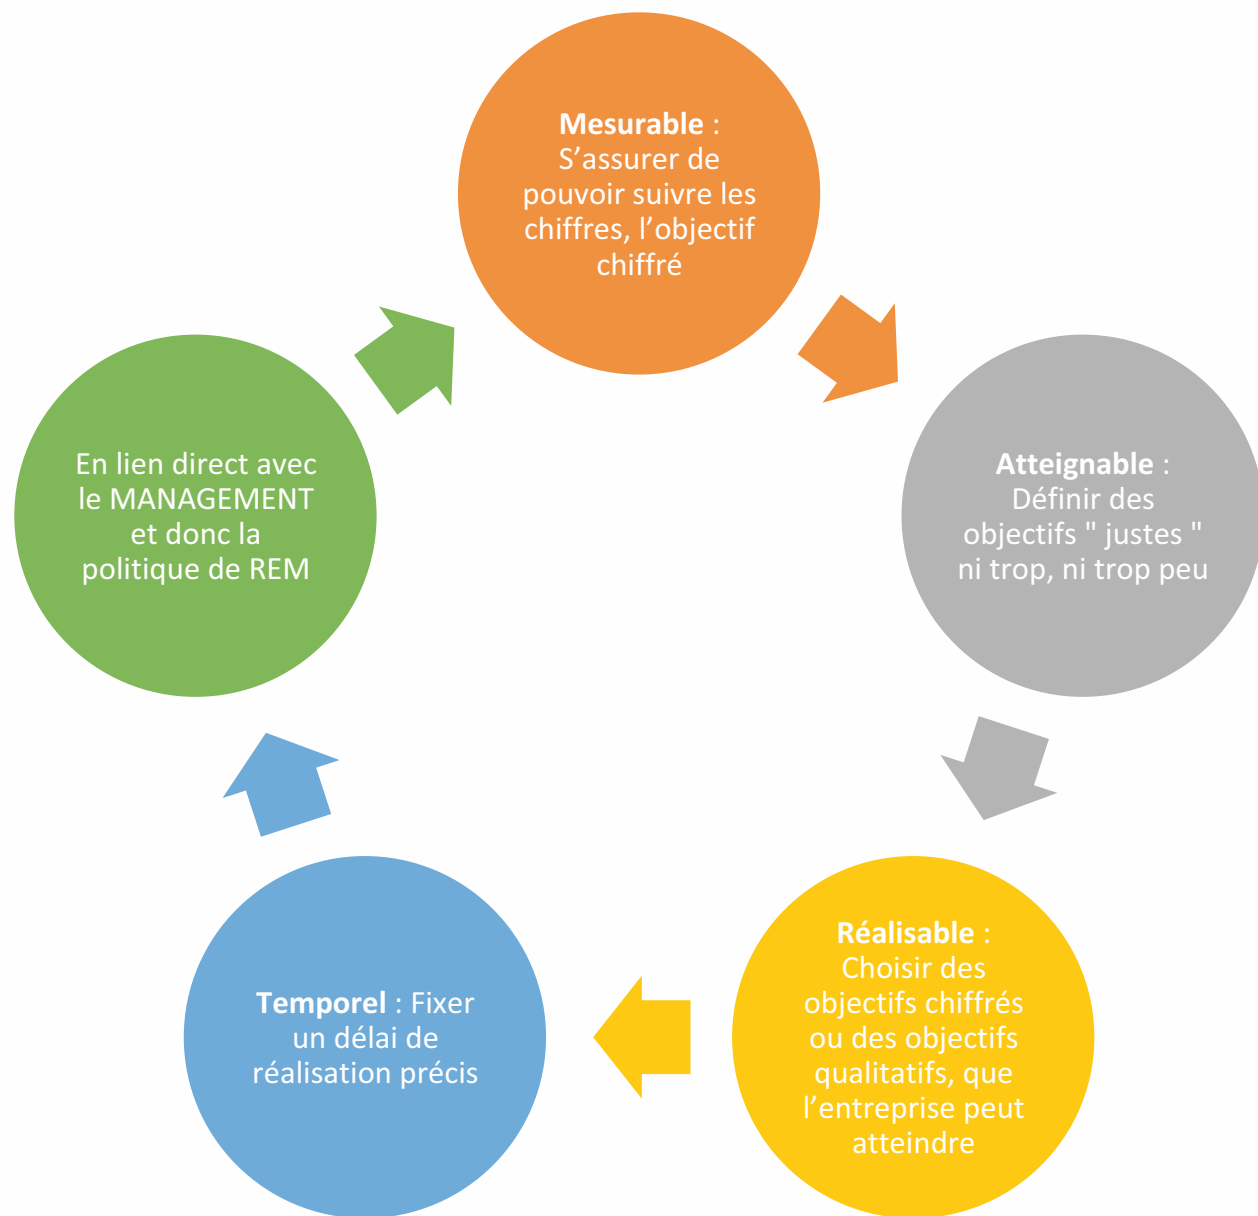 Mesurable :
S’assurer de
pouvoir suivre les
chiffres, l’objectif
chiffré
Atteignable :
Définir des
objectifs " justes "
ni trop, ni trop peu
Réalisable :
Choisir des
objectifs chiffrés
ou des objectifs
qualitatifs, que
l’entreprise peut
atteindre
Temporel : Fixer
un délai de
réalisation précis
En lien direct avec
le MANAGEMENT
et donc la
politique de REM